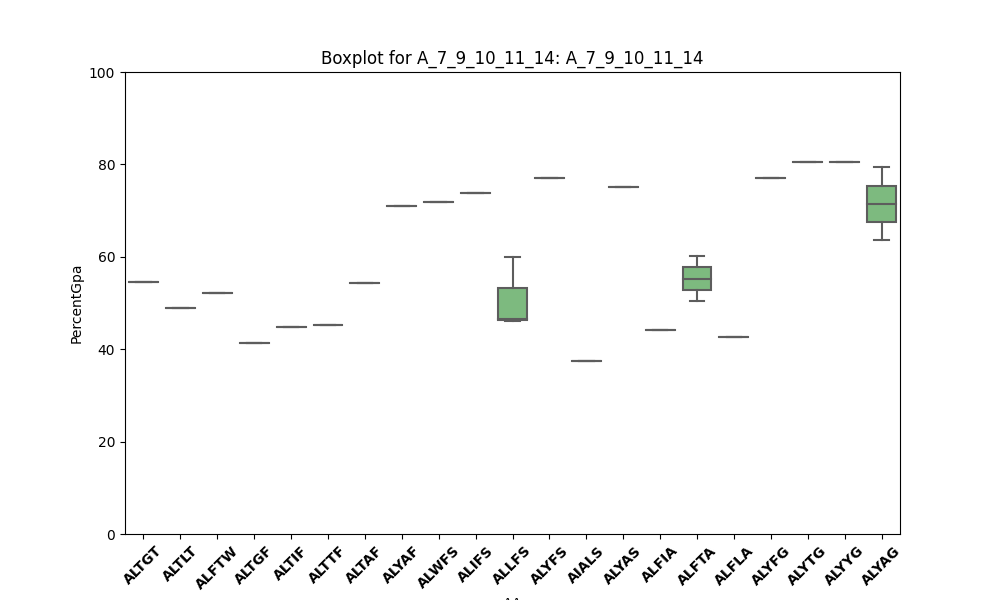 Boxplot for A_7_9_10_11_14: A_7_9_10_11_14
PercentGpa
100
80
60
40
20
0
ALTGT
ALTLT
ALFTW
ALTGF
ALTIF
ALTTF
ALTAF
ALYAF
ALWFS
ALIFS
ALLFS
ALYFS
AIALS
ALYAS
ALFIA
ALFTA
ALFLA
ALYFG
ALYTG
ALYYG
ALYAG